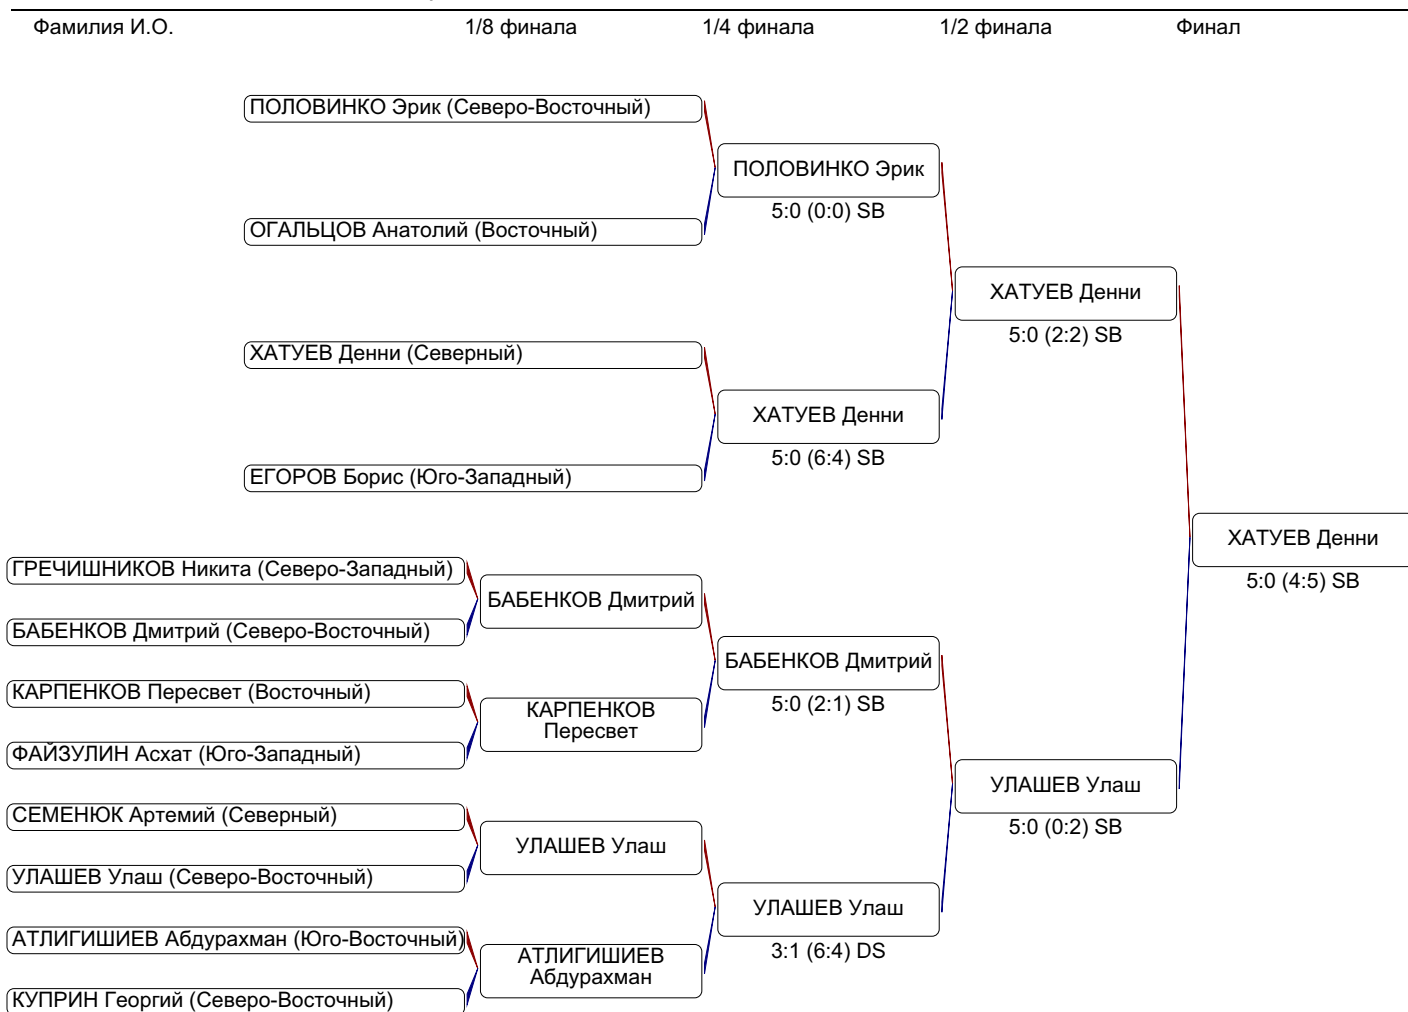 Фамилия И.О. 1/8 финала 1/4 финала 1/2 финала Финал
ПОЛОВИНКО Эрик (Северо-Восточный)
ПОЛОВИНКО Эрик
5:0 (0:0) SB
ОГАЛЬЦОВ Анатолий (Восточный)
ХАТУЕВ Денни
5:0 (2:2) SB
ХАТУЕВ Денни (Северный)
ХАТУЕВ Денни
5:0 (6:4) SB
ЕГОРОВ Борис (Юго-Западный)
ХАТУЕВ Денни
5:0 (4:5) SB
ГРЕЧИШНИКОВ Никита (Северо-Западный)
БАБЕНКОВ Дмитрий
БАБЕНКОВ Дмитрий (Северо-Восточный)
БАБЕНКОВ Дмитрий
5:0 (2:1) SB
КАРПЕНКОВ Пересвет (Восточный)
КАРПЕНКОВ
Пересвет
ФАЙЗУЛИН Асхат (Юго-Западный)
УЛАШЕВ Улаш
5:0 (0:2) SB
СЕМЕНЮК Артемий (Северный)
УЛАШЕВ Улаш
УЛАШЕВ Улаш (Северо-Восточный)
УЛАШЕВ Улаш
3:1 (6:4) DS
АТЛИГИШИЕВ Абдурахман (Юго-Восточный)
АТЛИГИШИЕВ
Абдурахман
КУПРИН Георгий (Северо-Восточный)